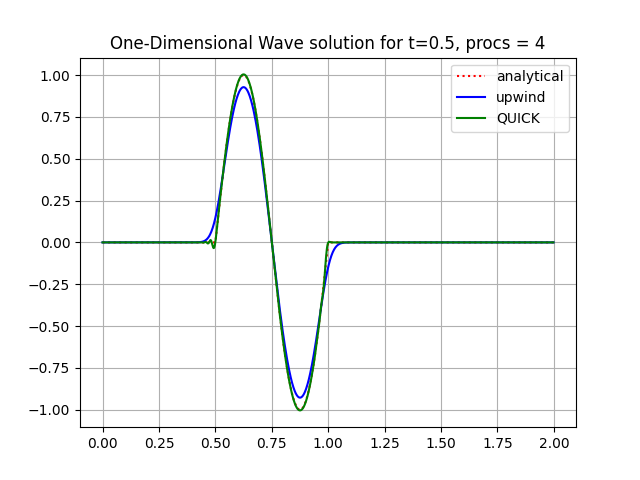 One-Dimensional Wave solution for t=0.5, procs = 4
1.00
0.75
0.50
0.25
0.00
−0.25
−0.50
−0.75
−1.00
analytical
upwind
QUICK
0.00 0.25 0.50 0.75 1.00 1.25 1.50 1.75 2.00